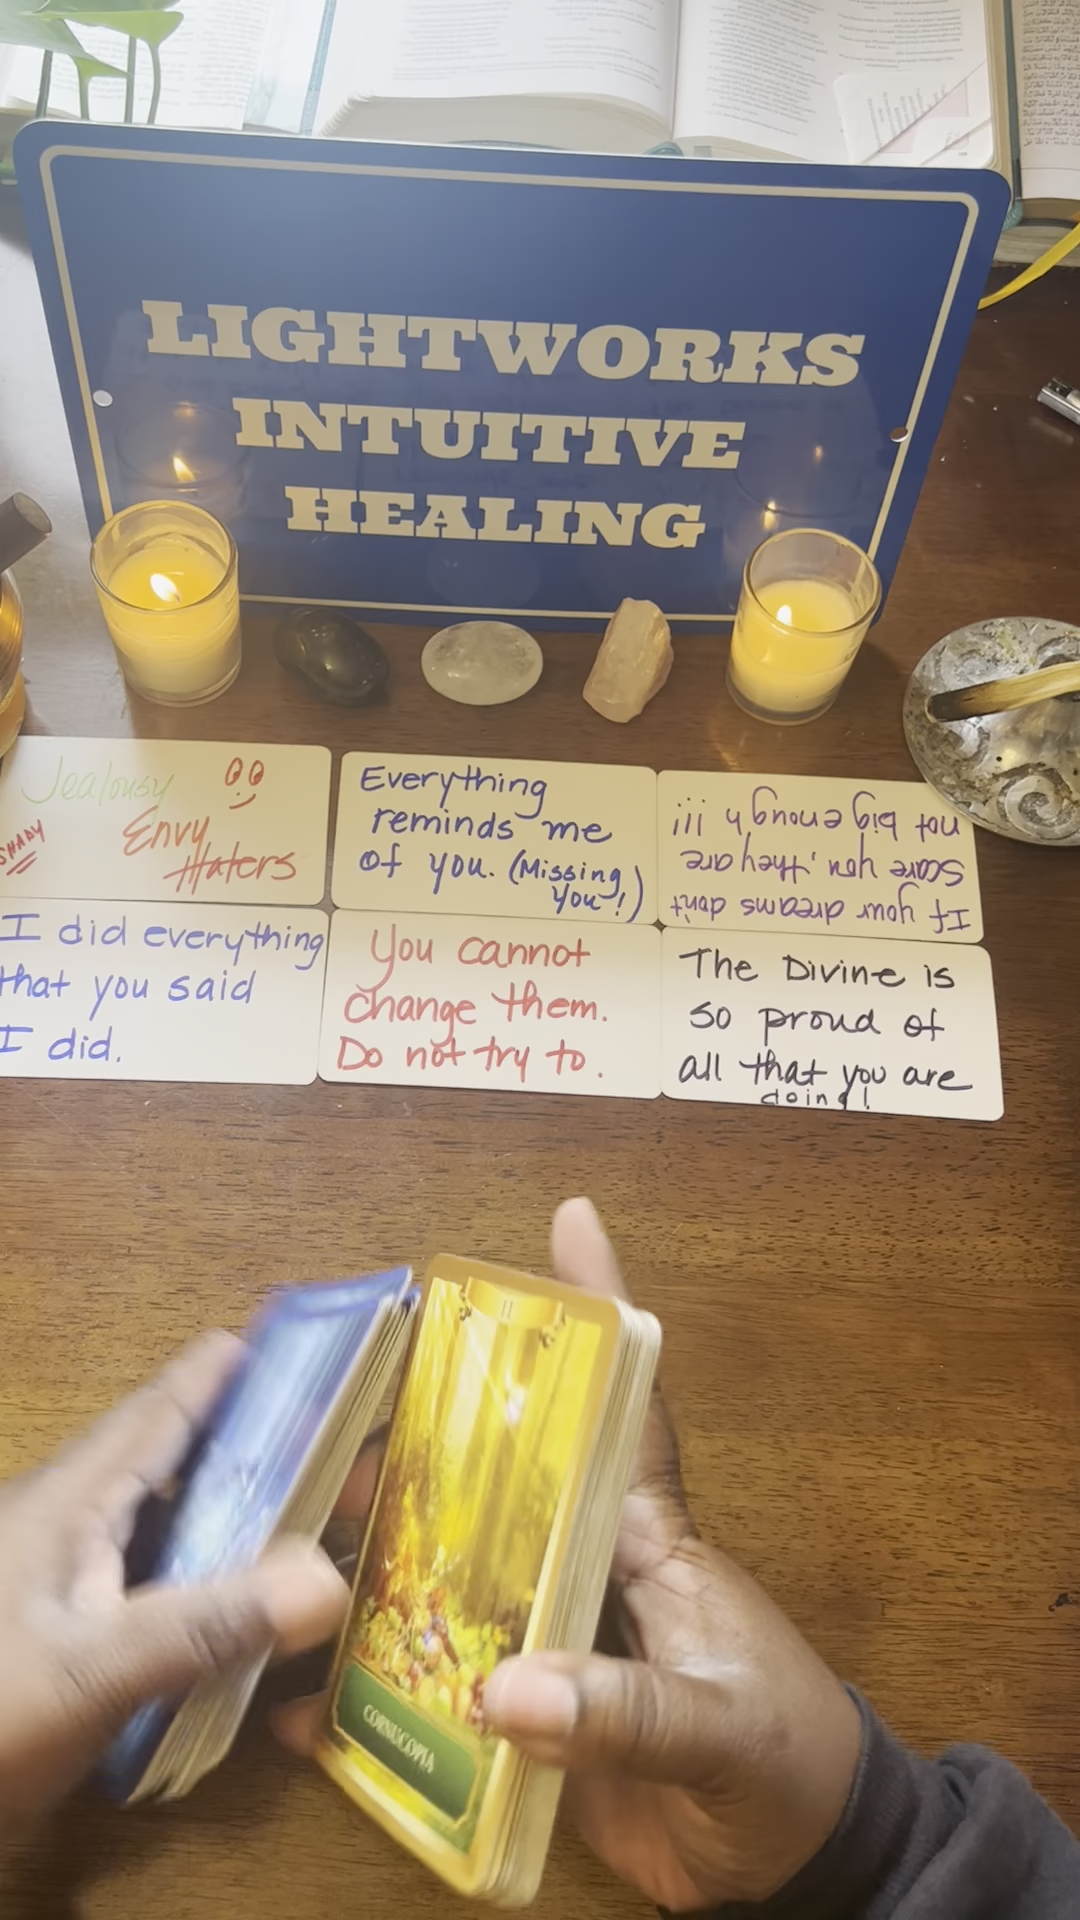 LIGHTWORKS
INTUITIVE
HEALING
Jealousy
SHADY
Envy
Haters
Everything
reminds me
of you. (Missing
You!)
If your dreams don't
scare you, they are
not big enough !!!
I did everything
that you said
I did.
You cannot
change them.
Do not try to.
The Divine is
so proud of
all that you are
doing!
II
CORNUCOPIA